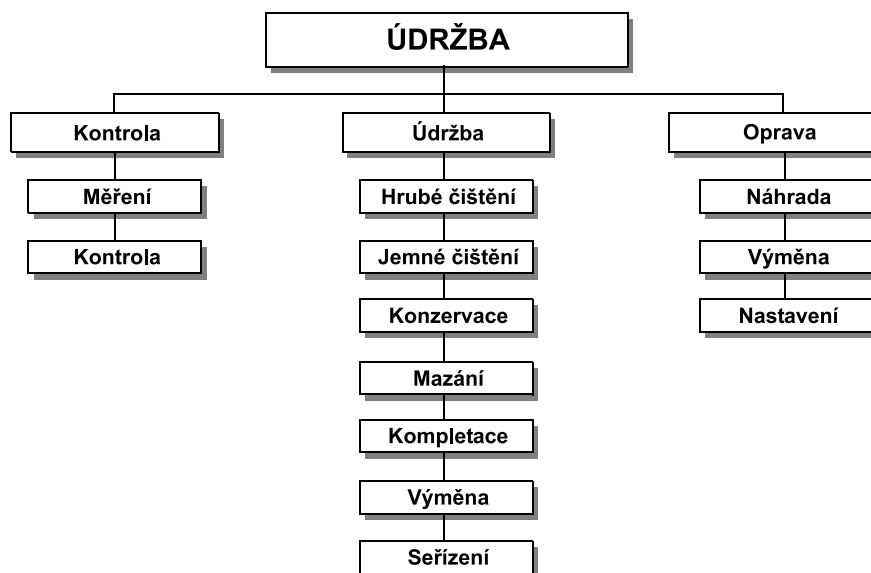 ÚDRŽBA
Kontrola
Měření
Kontrola
Údržba
Hrubé čištění
Jemné čištění
Konzervace
Mazání
Kompletace
Výměna
Seřízení
Oprava
Náhrada
Výměna
Nastavení